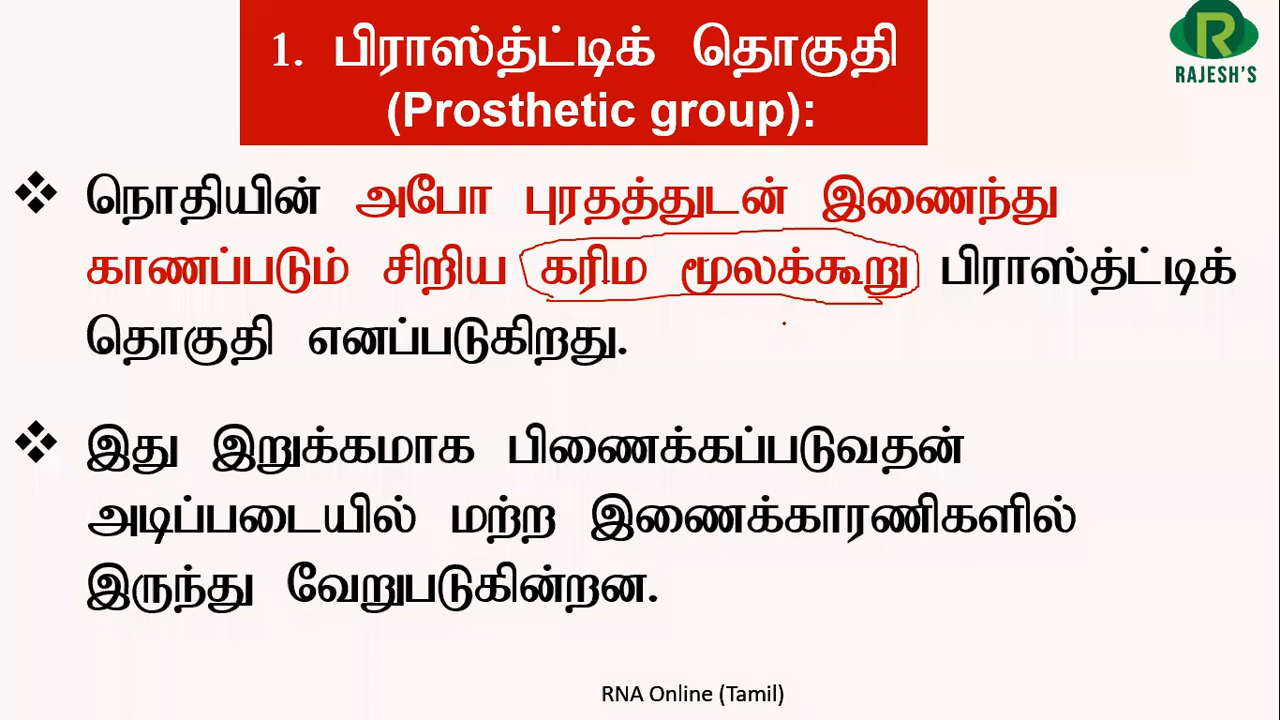 1. பிராஸ்த்ட்டிக் தொகுதி
(Prosthetic group):
R
RAJESH'S
❖ நொதியின் அபோ புரதத்துடன் இணைந்து
காணப்படும் சிறிய கரிம மூலக்கூறு பிராஸ்த்ட்டிக்
தொகுதி எனப்படுகிறது.
❖ இது இறுக்கமாக பிணைக்கப்படுவதன்
அடிப்படையில் மற்ற இணைக்காரணிகளில்
இருந்து வேறுபடுகின்றன.
RNA Online (Tamil)